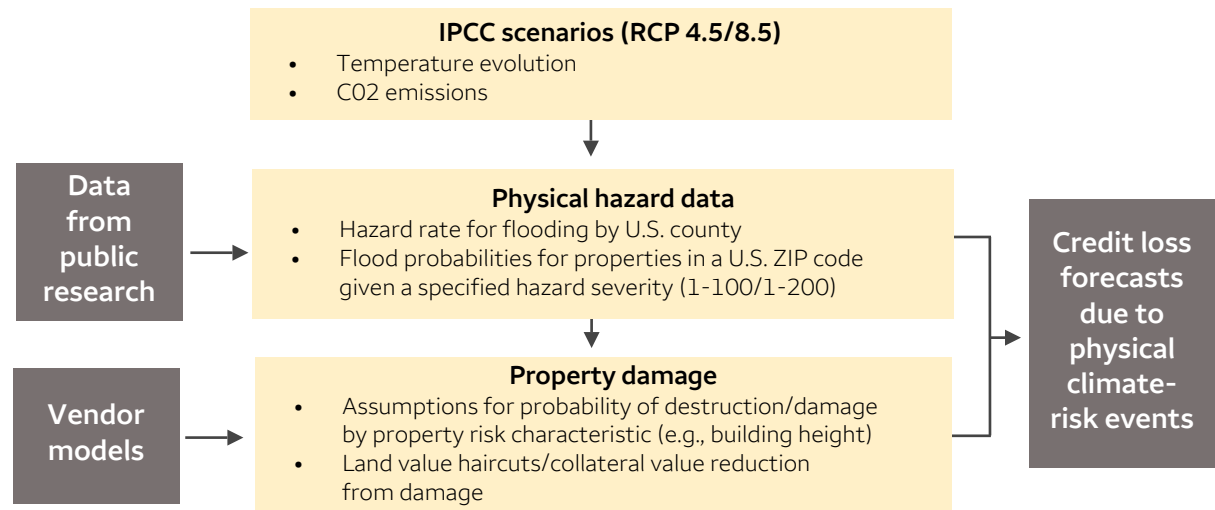 IPCC scenarios (RCP 4.5/8.5)
• Temperature evolution
• C02 emissions
Data
from
public
research
Physical hazard data
• Hazard rate for flooding by U.S. county
• Flood probabilities for properties in a U.S. ZIP code
given a specified hazard severity (1-100/1-200)
Vendor
models
Property damage
• Assumptions for probability of destruction/damage
by property risk characteristic (e.g., building height)
• Land value haircuts/collateral value reduction
from damage
Credit loss
forecasts
due to
physical
climate-
risk events